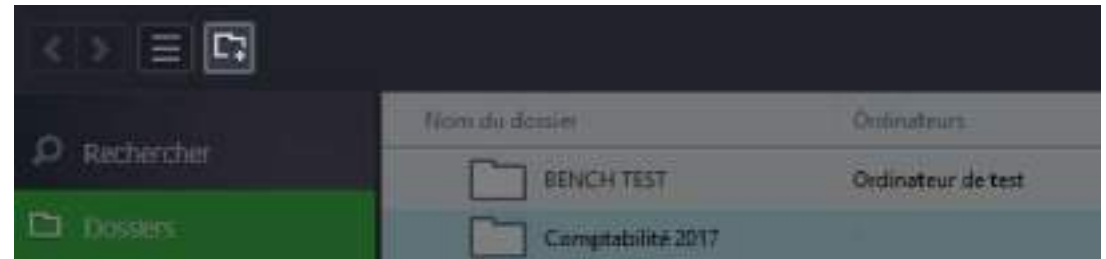 Rechercher
Dossiers
Nom du dossier Ordinateurs
BENCH TEST Ordinateur de test
Comptabilité 2017